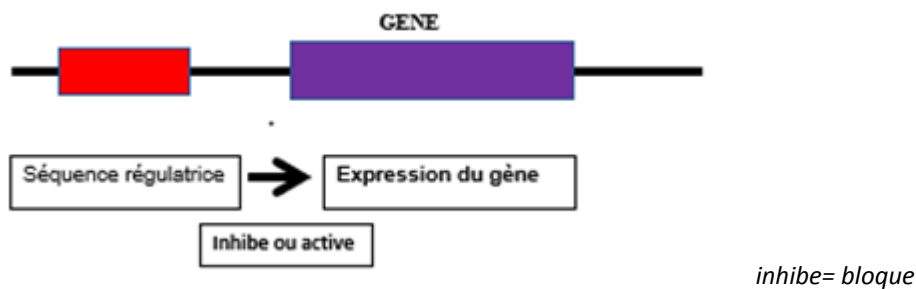 GENE
Séquence régulatrice
Expression du gène
Inhibe ou active
inhibe= bloque